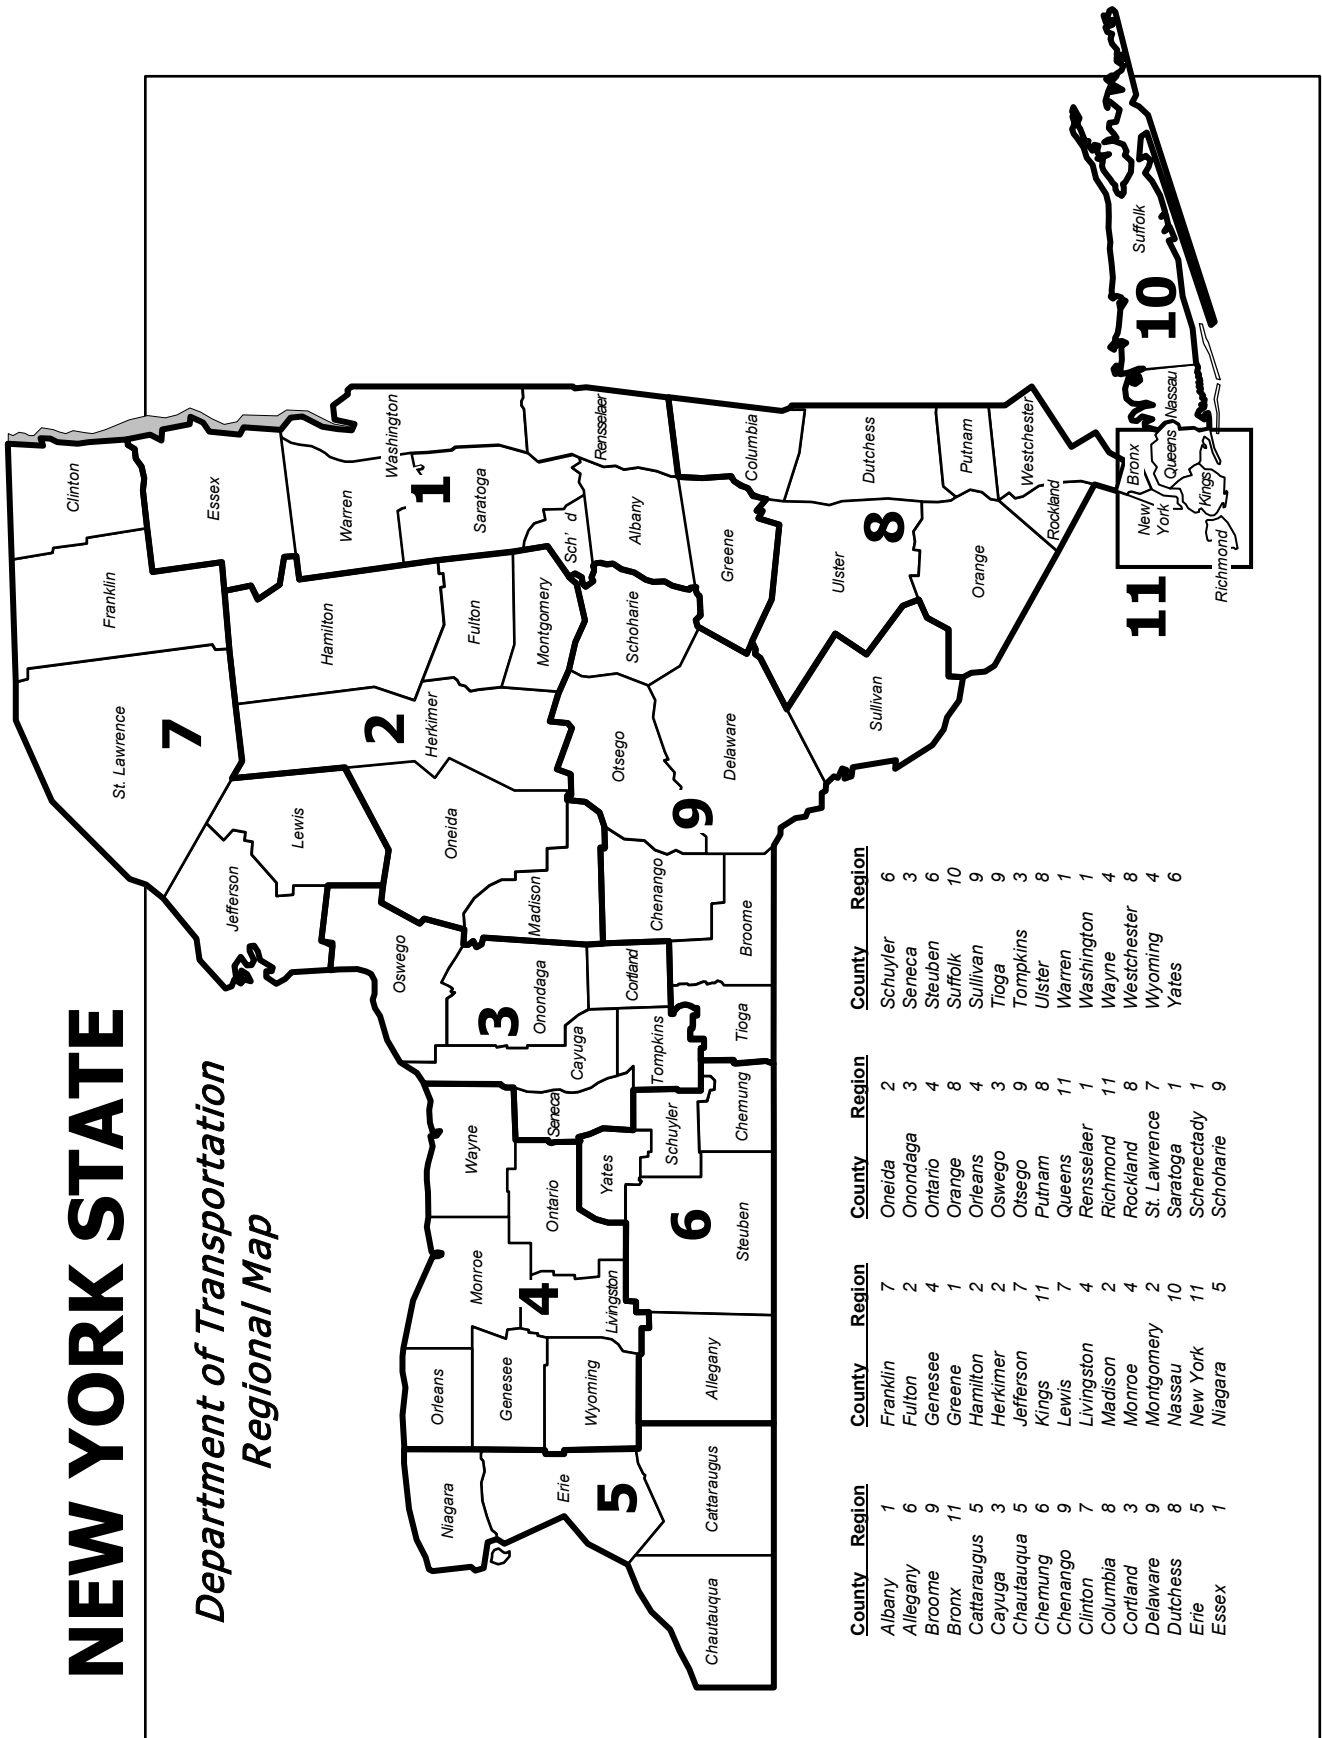 NEW YORK STATE
Department of Transportation
Regional Map
Clinton
Franklin
St. Lawrence
7
Essex
Jefferson
Lewis
Hamilton
Warren
Washington
2
Herkimer
1
Oswego
Oneida
Fulton
Saratoga
Niagara
Orleans
Monroe
Wayne
Genesee
4
Ontario
Seneca
3
Onondaga
Cayuga
Madison
Montgomery
Sch' d
Rensselaer
Erie
5
Wyoming
Livingston
Yates
Cortland
Otsego
Schoharie
Albany
Chenango
Tompkins
Schuyler
6
9
Chautauqua
Cattaraugus
Allegany
Steuben
Chemung
Tioga
Broome
Delaware
Greene
Columbia
Ulster
8
Dutchess
Sullivan
Orange
Putnam
Rockland
Westchester
11
New
York
Bronx
Queens
Kings
Richmond
Nassau
10
Suffolk
County Region
Albany 1
Allegany 6
Broome 9
Bronx 11
Cattaraugus 5
Cayuga 3
Chautauqua 5
Chemung 6
Chenango 9
Clinton 7
Columbia 8
Cortland 3
Delaware 9
Dutchess 8
Erie 5
Essex 1
County Region
Franklin 7
Fulton 2
Genesee 4
Greene 1
Hamilton 2
Herkimer 2
Jefferson 7
Kings 11
Lewis 7
Livingston 4
Madison 2
Monroe 4
Montgomery 2
Nassau 10
New York 11
Niagara 5
County Region
Oneida 2
Onondaga 3
Ontario 4
Orange 8
Orleans 4
Oswego 3
Otsego 9
Putnam 8
Queens 11
Rensselaer 1
Richmond 11
Rockland 8
St. Lawrence 7
Saratoga 1
Schenectady 1
Schoharie 9
County Region
Schuyler 6
Seneca 3
Steuben 6
Suffolk 10
Sullivan 9
Tioga 9
Tompkins 3
Ulster 8
Warren 1
Washington 1
Wayne 4
Westchester 8
Wyoming 4
Yates 6